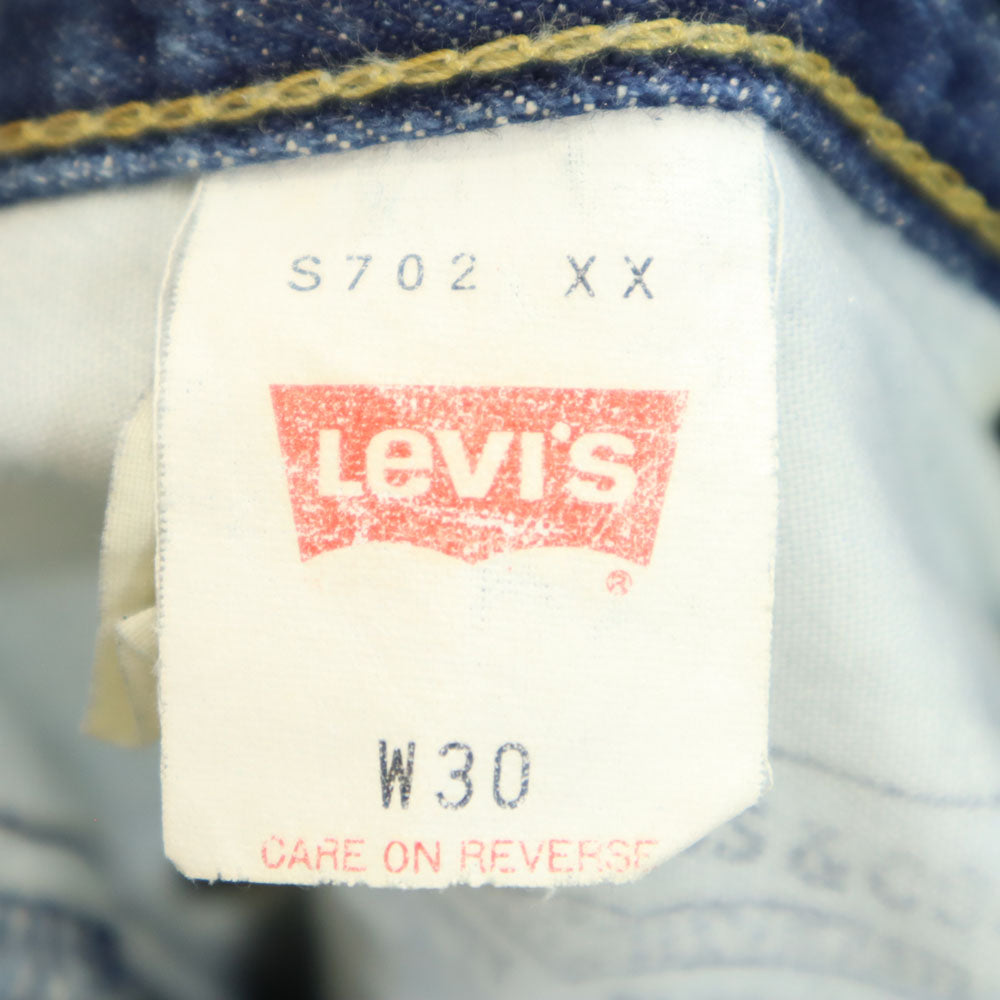 S702 XX
Levi's
®
W30
CARE ON REVERSE
S & C